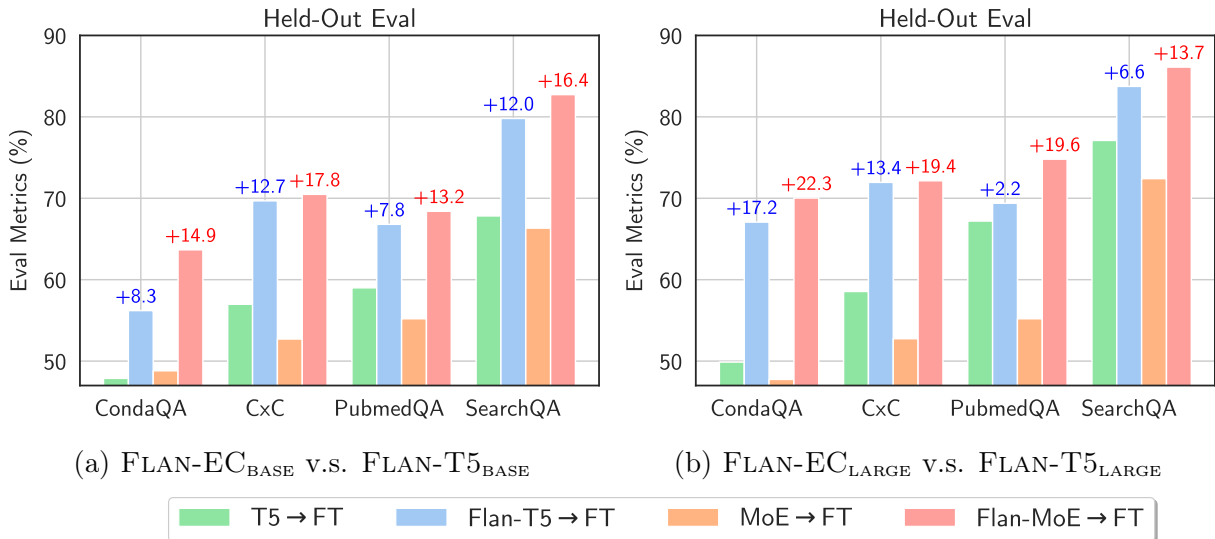 Held-Out Eval
90
80
70
60
50
Eval Metrics (%)
+8.3
+14.9
+12.7
+17.8
+7.8
+13.2
+12.0
+16.4
CondaQA CxC PubmedQA SearchQA
(a) FLAN-EC_BASE v.s. FLAN-T5_BASE
Held-Out Eval
90
80
70
60
50
Eval Metrics (%)
+17.2
+22.3
+13.4
+19.4
+2.2
+19.6
+6.6
+13.7
CondaQA CxC PubmedQA SearchQA
(b) FLAN-EC_LARGE v.s. FLAN-T5_LARGE
T5→FT Flan-T5→FT MoE→FT Flan-MoE→FT